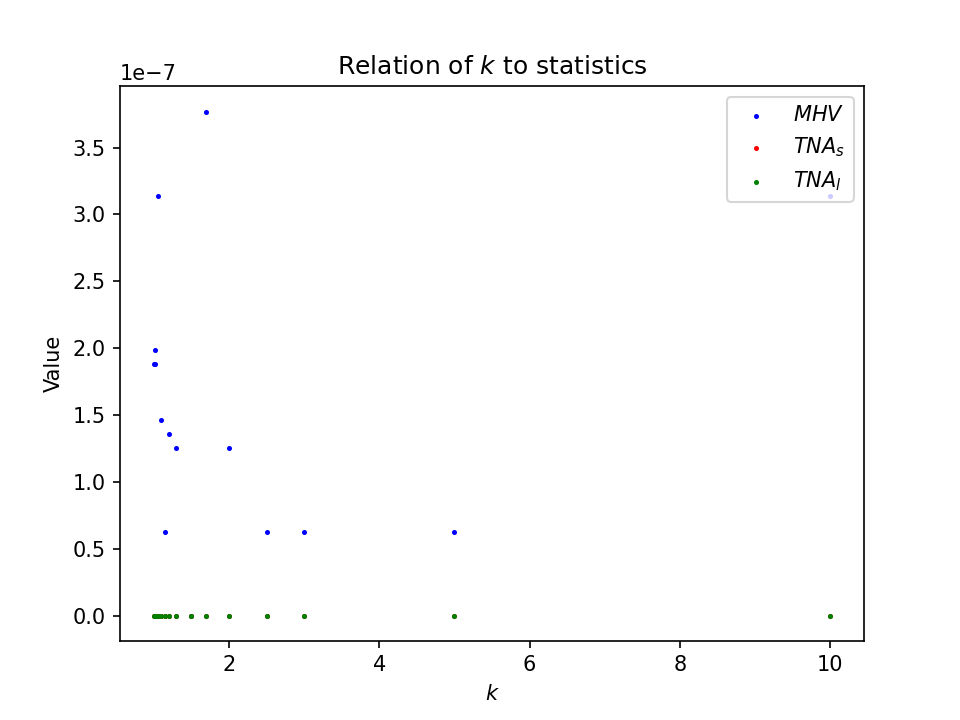 Relation of k to statistics
1e−7
MHV
TNA_s
TNA_l
3.5
3.0
2.5
2.0
1.5
1.0
0.5
0.0
Value
2 4 6 8 10
k